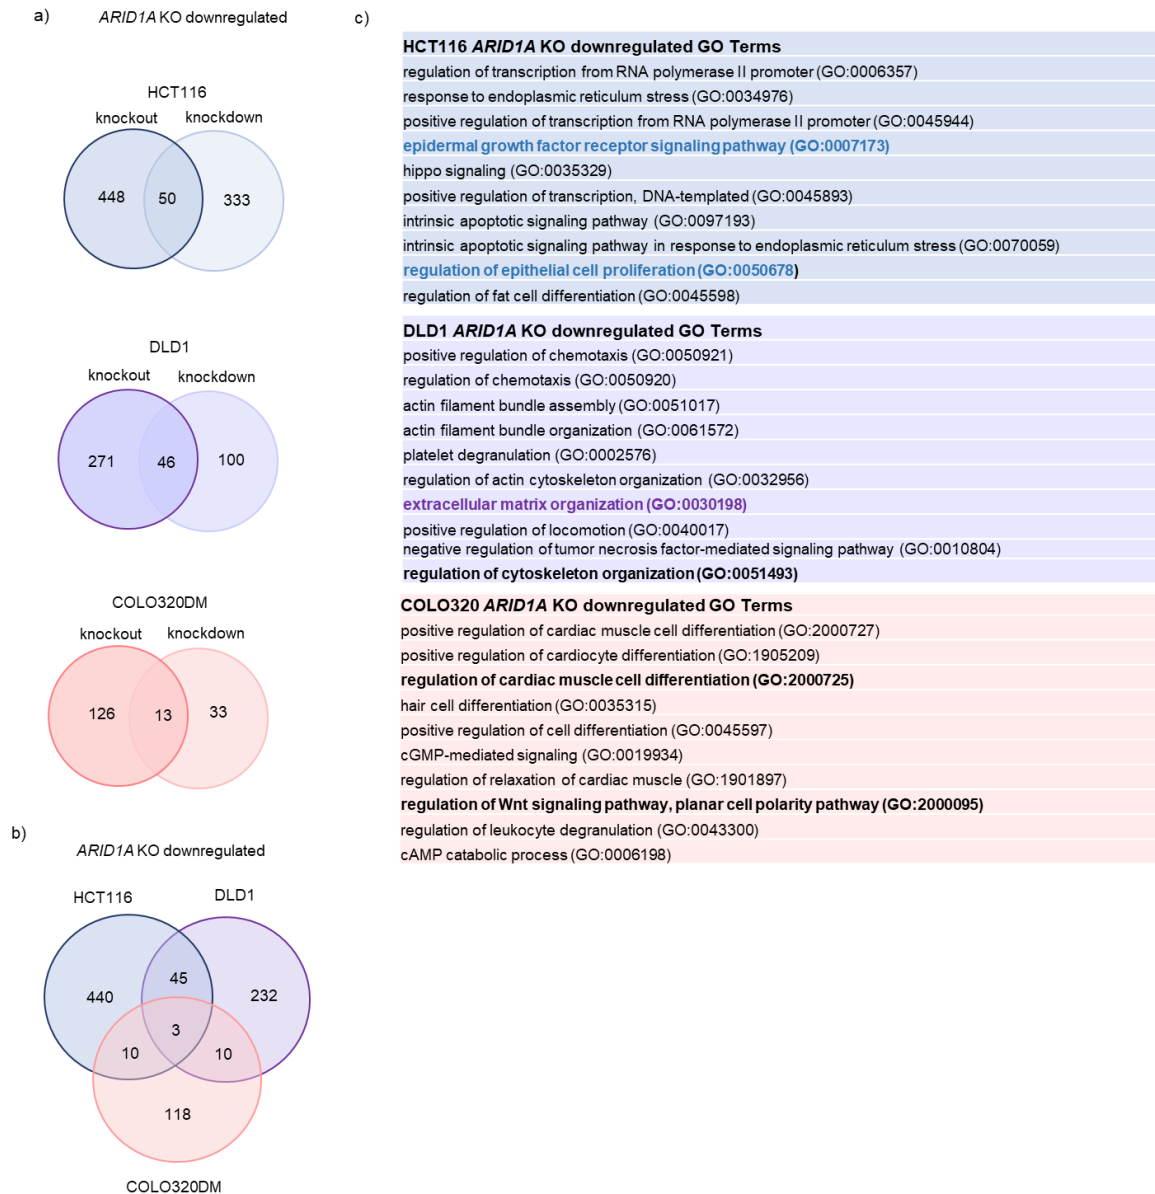 a)
ARID1A KO downregulated
HCT116
knockout knockdown
448 50 333
DLD1
knockout knockdown
271 46 100
COLO320DM
knockout knockdown
126 13 33
b)
ARID1A KO downregulated
HCT116 DLD1
45
440 232
3
10 10
118
COLO320DM
c)
HCT116 ARID1A KO downregulated GO Terms
regulation of transcription from RNA polymerase II promoter (GO:0006357)
response to endoplasmic reticulum stress (GO:0034976)
positive regulation of transcription from RNA polymerase II promoter (GO:0045944)
epidermal growth factor receptor signaling pathway (GO:0007173)
hippo signaling (GO:0035329)
positive regulation of transcription, DNA-templated (GO:0045893)
intrinsic apoptotic signaling pathway (GO:0097193)
intrinsic apoptotic signaling pathway in response to endoplasmic reticulum stress (GO:0070059)
regulation of epithelial cell proliferation (GO:0050678)
regulation of fat cell differentiation (GO:0045598)
DLD1 ARID1A KO downregulated GO Terms
positive regulation of chemotaxis (GO:0050921)
regulation of chemotaxis (GO:0050920)
actin filament bundle assembly (GO:0051017)
actin filament bundle organization (GO:0061572)
platelet degranulation (GO:0002576)
regulation of actin cytoskeleton organization (GO:0032956)
extracellular matrix organization (GO:0030198)
positive regulation of locomotion (GO:0040017)
negative regulation of tumor necrosis factor-mediated signaling pathway (GO:0010804)
regulation of cytoskeleton organization (GO:0051493)
COLO320 ARID1A KO downregulated GO Terms
positive regulation of cardiac muscle cell differentiation (GO:2000727)
positive regulation of cardiocyte differentiation (GO:1905209)
regulation of cardiac muscle cell differentiation (GO:2000725)
hair cell differentiation (GO:0035315)
positive regulation of cell differentiation (GO:0045597)
cGMP-mediated signaling (GO:0019934)
regulation of relaxation of cardiac muscle (GO:1901897)
regulation of Wnt signaling pathway, planar cell polarity pathway (GO:2000095)
regulation of leukocyte degranulation (GO:0043300)
cAMP catabolic process (GO:0006198)